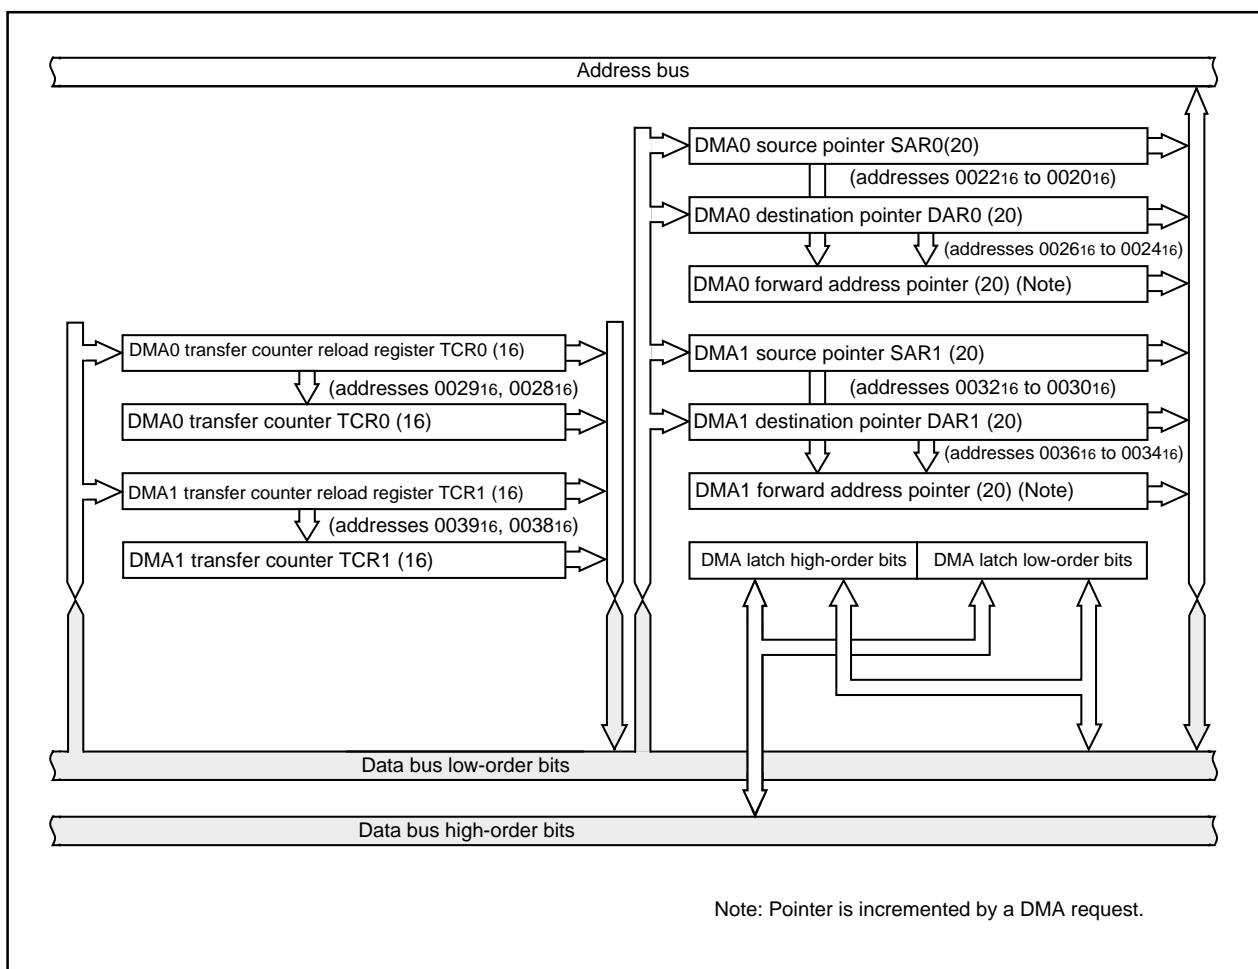 Address bus
DMA0 source pointer SAR0(20)
(addresses 002216 to 002016)
DMA0 destination pointer DAR0 (20)
(addresses 002616 to 002416)
DMA0 forward address pointer (20) (Note)
DMA0 transfer counter reload register TCR0 (16)
(addresses 002916, 002816)
DMA0 transfer counter TCR0 (16)
DMA1 transfer counter reload register TCR1 (16)
(addresses 003916, 003816)
DMA1 transfer counter TCR1 (16)
DMA1 source pointer SAR1 (20)
(addresses 003216 to 003016)
DMA1 destination pointer DAR1 (20)
(addresses 003616 to 003416)
DMA1 forward address pointer (20) (Note)
DMA latch high-order bits
DMA latch low-order bits
Data bus low-order bits
Data bus high-order bits
Note: Pointer is incremented by a DMA request.